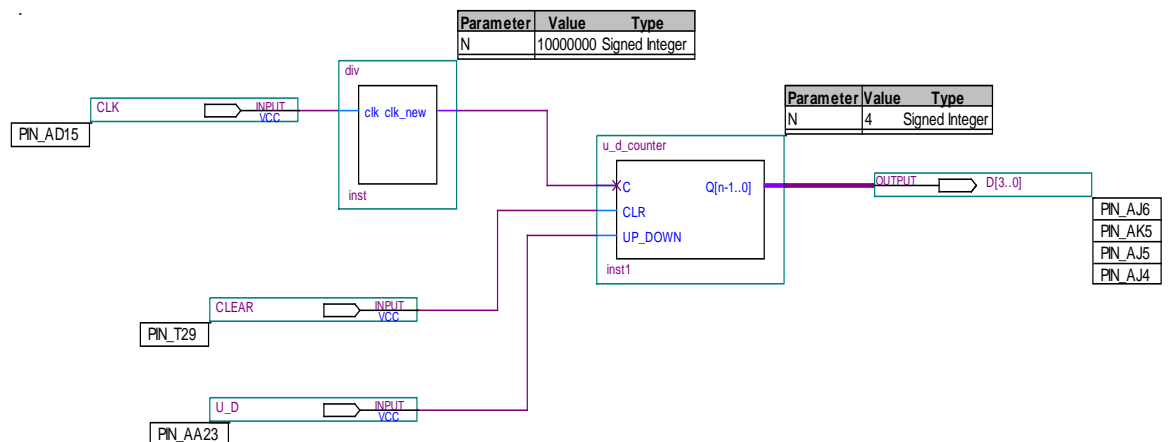 Parameter Value Type
N 10000000 Signed Integer
div
clk clk_new
inst
CLK INPUT
VCC
PIN_AD15
Parameter Value Type
N 4 Signed Integer
u_d_counter
C Q[n-1..0]
CLR
UP_DOWN
inst1
OUTPUT D[3..0]
PIN_AJ6
PIN_AK5
PIN_AJ5
PIN_AJ4
CLEAR INPUT
VCC
PIN_T29
U_D INPUT
VCC
PIN_AA23